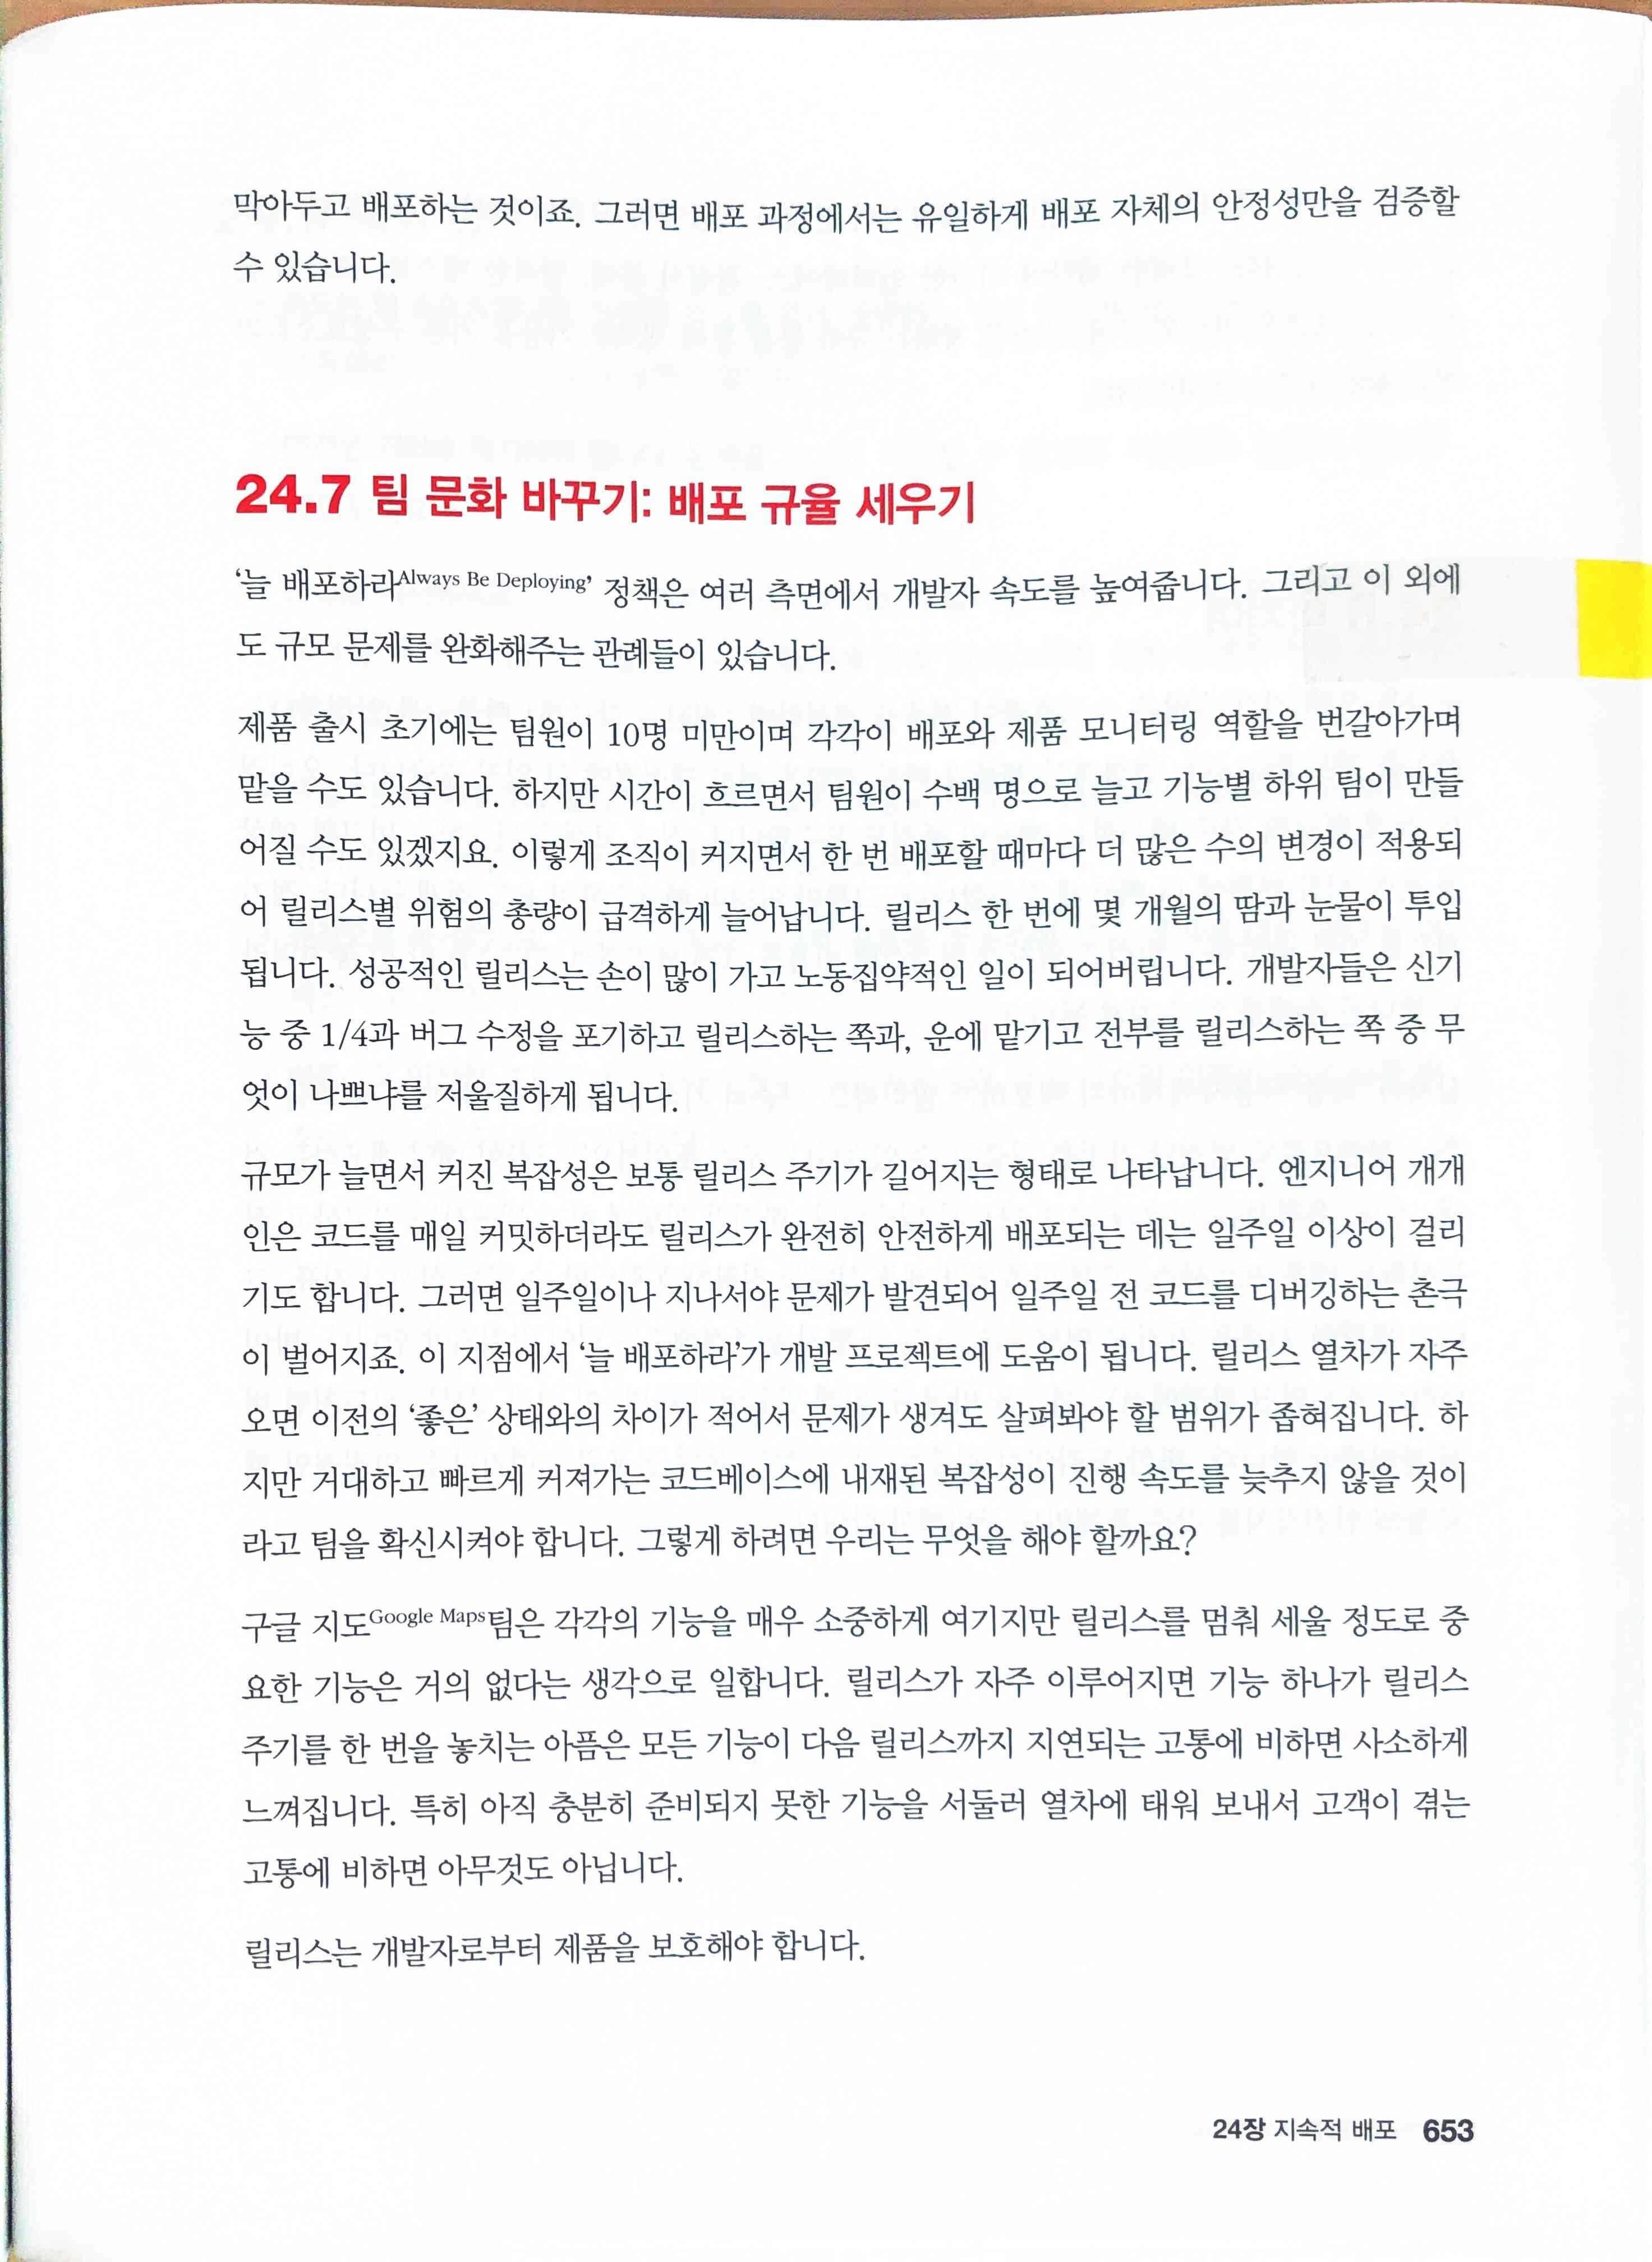 막아두고 배포하는 것이죠. 그러면 배포 과정에서는 유일하게 배포 자체의 안정성만을 검증할
수 있습니다.
24.7 팀 문화 바꾸기: 배포 규율 세우기
‘늘 배포하라Always Be Deploying’ 정책은 여러 측면에서 개발자 속도를 높여줍니다. 그리고 이 외에
도 규모 문제를 완화해주는 관례들이 있습니다.
제품 출시 초기에는 팀원이 10명 미만이며 각각이 배포와 제품 모니터링 역할을 번갈아가며
맡을 수도 있습니다. 하지만 시간이 흐르면서 팀원이 수백 명으로 늘고 기능별 하위 팀이 만들
어질 수도 있겠지요. 이렇게 조직이 커지면서 한 번 배포할 때마다 더 많은 수의 변경이 적용되
어 릴리스별 위험의 총량이 급격하게 늘어납니다. 릴리스 한 번에 몇 개월의 땀과 눈물이 투입
됩니다. 성공적인 릴리스는 손이 많이 가고 노동집약적인 일이 되어버립니다. 개발자들은 신기
능 중 1/4과 버그 수정을 포기하고 릴리스하는 쪽과, 운에 맡기고 전부를 릴리스하는 쪽 중 무
엇이 나쁘냐를 저울질하게 됩니다.
규모가 늘면서 커진 복잡성은 보통 릴리스 주기가 길어지는 형태로 나타납니다. 엔지니어 개개
인은 코드를 매일 커밋하더라도 릴리스가 완전히 안전하게 배포되는 데는 일주일 이상이 걸리
기도 합니다. 그러면 일주일이나 지나서야 문제가 발견되어 일주일 전 코드를 디버깅하는 촌극
이 벌어지죠. 이 지점에서 ‘늘 배포하라’가 개발 프로젝트에 도움이 됩니다. 릴리스 열차가 자주
오면 이전의 ‘좋은’ 상태와의 차이가 적어서 문제가 생겨도 살펴봐야 할 범위가 좁혀집니다. 하
지만 거대하고 빠르게 커져가는 코드베이스에 내재된 복잡성이 진행 속도를 늦추지 않을 것이
라고 팀을 확신시켜야 합니다. 그렇게 하려면 우리는 무엇을 해야 할까요?
구글 지도Google Maps팀은 각각의 기능을 매우 소중하게 여기지만 릴리스를 멈춰 세울 정도로 중
요한 기능은 거의 없다는 생각으로 일합니다. 릴리스가 자주 이루어지면 기능 하나가 릴리스
주기를 한 번을 놓치는 아픔은 모든 기능이 다음 릴리스까지 지연되는 고통에 비하면 사소하게
느껴집니다. 특히 아직 충분히 준비되지 못한 기능을 서둘러 열차에 태워 보내서 고객이 겪는
고통에 비하면 아무것도 아닙니다.
릴리스는 개발자로부터 제품을 보호해야 합니다.
24장 지속적 배포 653